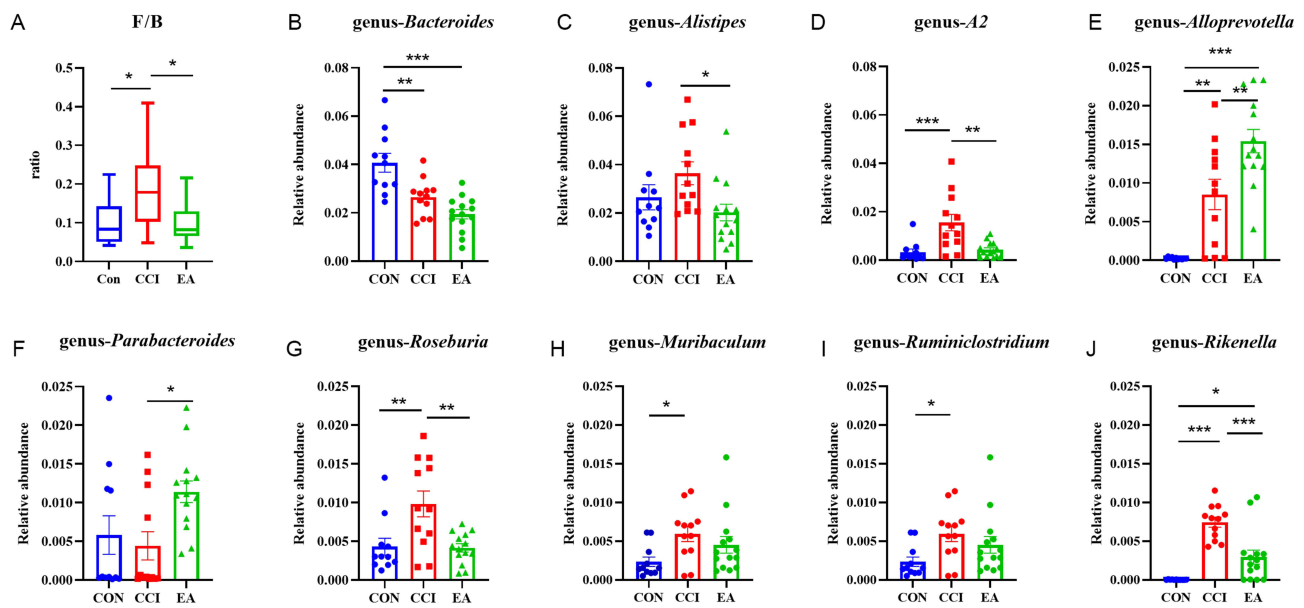 A
F/B
ratio
0.5
0.4
0.3
0.2
0.1
0.0
*
*
Con CCI EA
B
genus-Bacteroides
Relative abundance
0.08
0.06
0.04
0.02
0.00
***
**
CON CCI EA
C
genus-Alistipes
Relative abundance
0.08
0.06
0.04
0.02
0.00
*
CON CCI EA
D
genus-A2
Relative abundance
0.08
0.06
0.04
0.02
0.00
***
**
CON CCI EA
E
genus-Alloprevotella
Relative abundance
0.025
0.020
0.015
0.010
0.005
0.000
***
**
**
CON CCI EA
F
genus-Parabacteroides
Relative abundance
0.025
0.020
0.015
0.010
0.005
0.000
*
CON CCI EA
G
genus-Roseburia
Relative abundance
0.025
0.020
0.015
0.010
0.005
0.000
**
**
CON CCI EA
H
genus-Muribaculum
Relative abundance
0.025
0.020
0.015
0.010
0.005
0.000
*
CON CCI EA
I
genus-Ruminiclostridium
Relative abundance
0.025
0.020
0.015
0.010
0.005
0.000
*
CON CCI EA
J
genus-Rikenella
Relative abundance
0.025
0.020
0.015
0.010
0.005
0.000
*
***
***
CON CCI EA